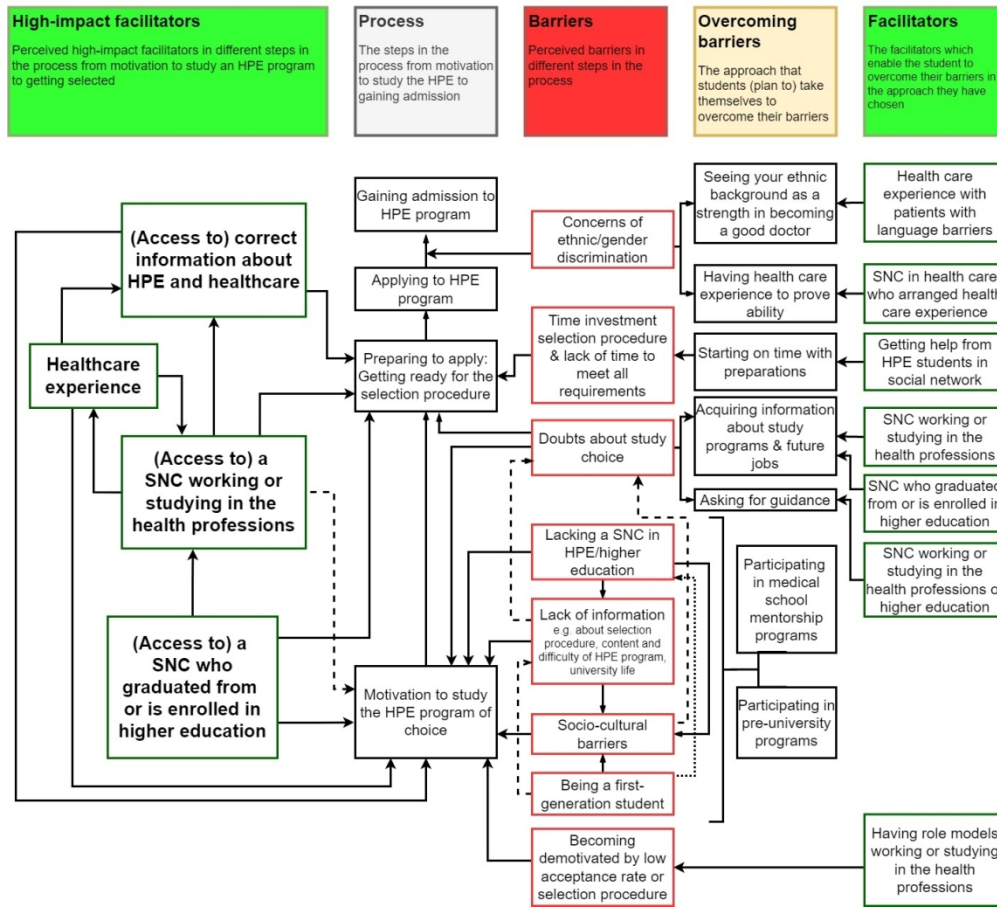 High-impact facilitators
Perceived high-impact facilitators in different steps in
the process from motivation to study an HPE program
to getting selected
Process
The steps in the
process from motivation
to study the HPE to
gaining admission
Barriers
Perceived barriers in
different steps in the
process
Overcoming
barriers
The approach that
students (plan to) take
themselves to
overcome their barriers
Facilitators
The facilitators which
enable the student to
overcome their barriers in
the approach they have
chosen
(Access to) correct
information about
HPE and healthcare
Healthcare
experience
(Access to) a
SNC working or
studying in the
health professions
(Access to) a
SNC who
graduated from
or is enrolled in
higher education
Gaining admission to
HPE program
Applying to HPE
program
Preparing to apply:
Getting ready for the
selection procedure
Motivation to study
the HPE program of
choice
Concerns of
ethnic/gender
discrimination
Time investment
selection procedure
& lack of time to
meet all
requirements
Doubts about study
choice
Lacking a SNC in
HPE/higher
education
Lack of information
e.g. about selection
procedure, content and
difficulty of HPE program,
university life
Socio-cultural
barriers
Being a first-
generation student
Becoming
demotivated by low
acceptance rate or
selection procedure
Seeing your ethnic
background as a
strength in becoming
a good doctor
Having health care
experience to prove
ability
Starting on time with
preparations
Acquiring information
about study
programs & future
jobs
Asking for guidance
Participating
in medical
school
mentorship
programs
Participating in
pre-university
programs
Health care
experience with
patients with
language barriers
SNC in health care
who arranged health
care experience
Getting help from
HPE students in
social network
SNC working or
studying in the
health professions
SNC who graduated
from or is enrolled in
higher education
SNC working or
studying in the
health professions or
higher education
Having role models
working or studying
in the health
professions